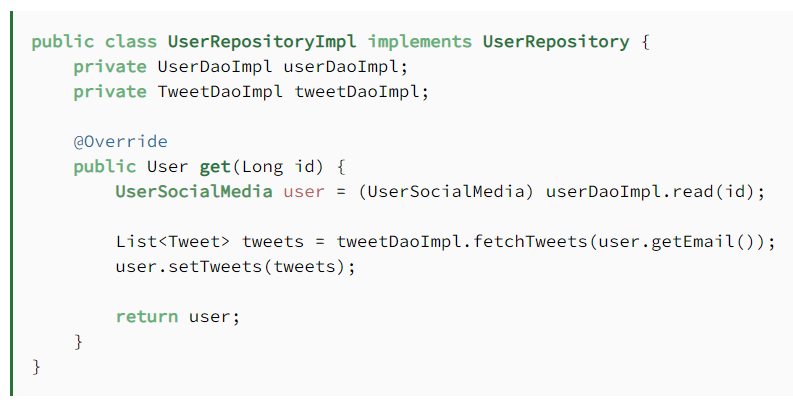 public class UserRepositoryImpl implements UserRepository {
    private UserDaoImpl userDaoImpl;
    private TweetDaoImpl tweetDaoImpl;

    @Override
    public User get(Long id) {
        UserSocialMedia user = (UserSocialMedia) userDaoImpl.read(id);

        List<Tweet> tweets = tweetDaoImpl.fetchTweets(user.getEmail());
        user.setTweets(tweets);

        return user;
    }
}